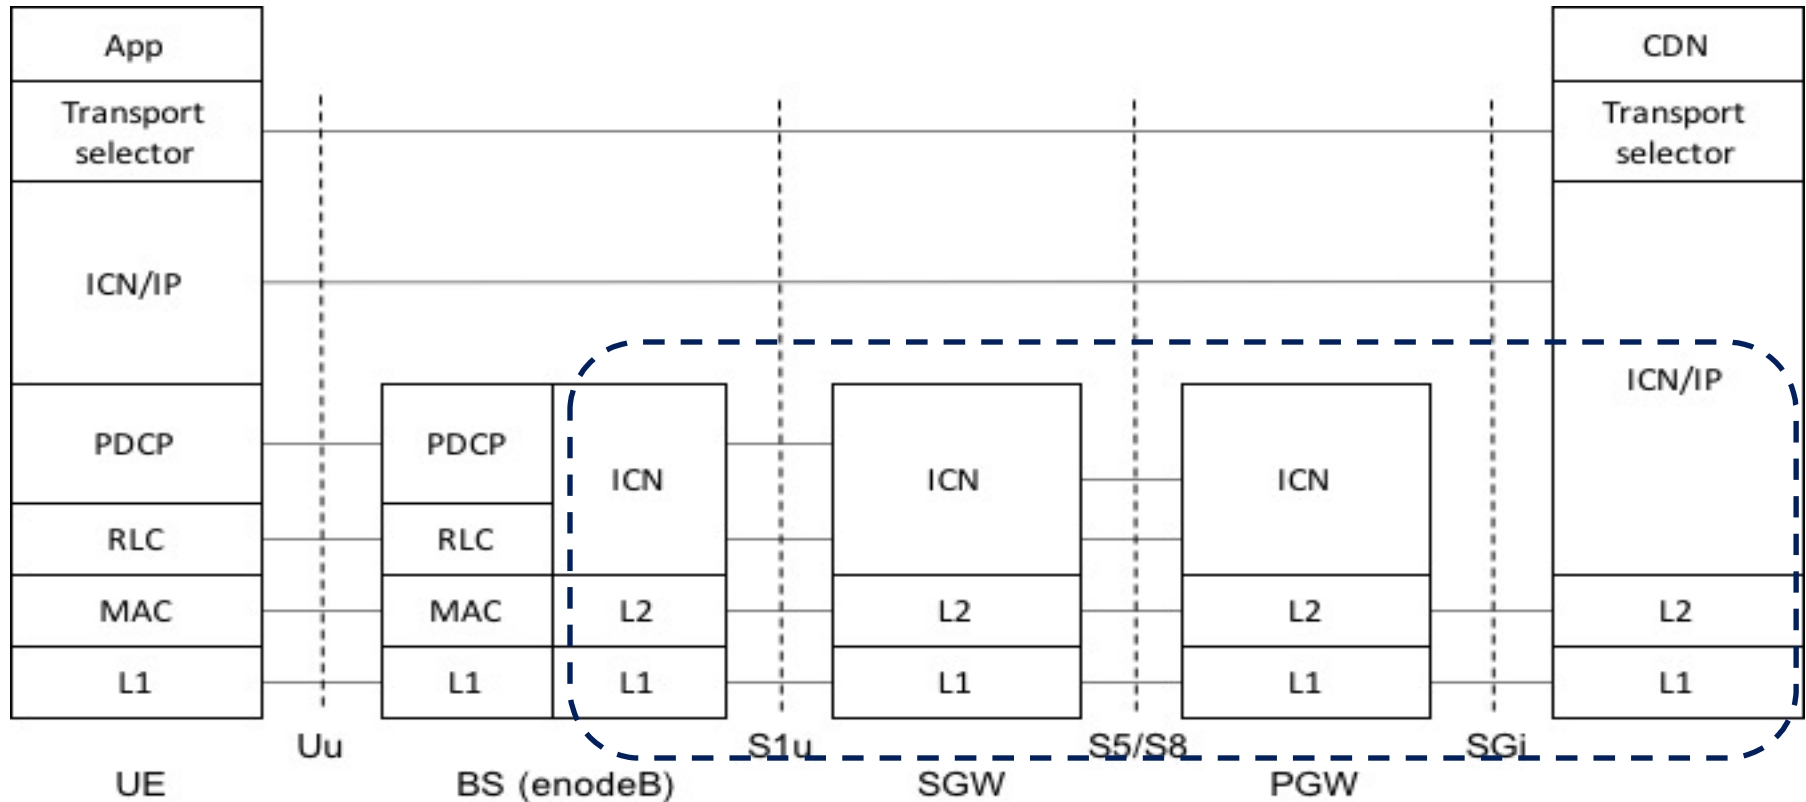 App
Transport
selector
ICN/IP
PDCP
RLC
MAC
L1
PDCP
RLC
MAC
L1
ICN
L2
L1
ICN
L2
L1
ICN
L2
L1
CDN
Transport
selector
ICN/IP
L2
L1
Uu
S1u
S5/S8
SGi
UE
BS (enodeB)
SGW
PGW